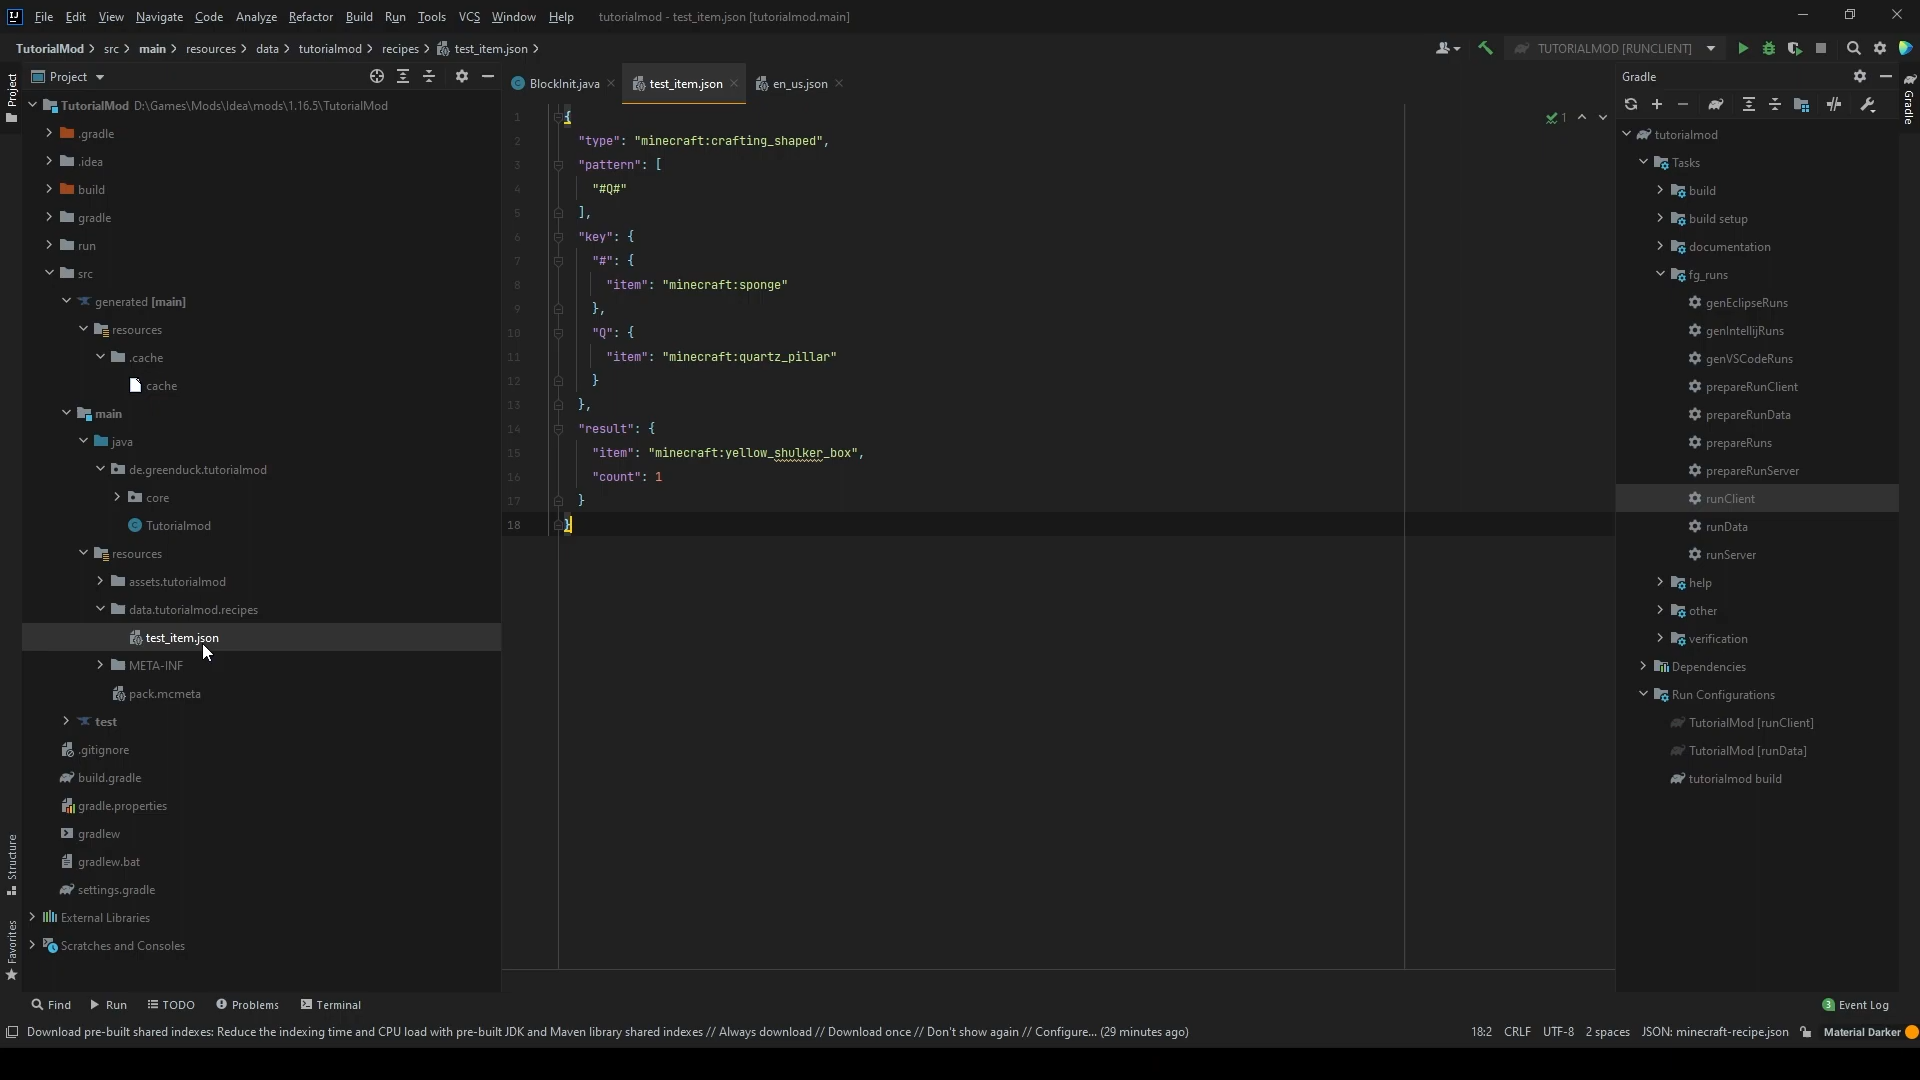 File Edit View Navigate Code Analyze Refactor Build Run Tools VCS Window Help tutorialmod - test_item.json [tutorialmod.main]
TutorialMod src main resources data tutorialmod recipes test_item.json
TUTORIALMOD [RUNCLIENT]
Project
Project
TutorialMod D:\Games\Mods\Idea\mods\1.16.5\TutorialMod
.gradle
.idea
build
gradle
run
src
generated [main]
resources
.cache
cache
main
java
de.greenduck.tutorialmod
core
Tutorialmod
resources
assets.tutorialmod
data.tutorialmod.recipes
test_item.json
META-INF
pack.mcmeta
test
.gitignore
build.gradle
gradle.properties
gradlew
gradlew.bat
settings.gradle
External Libraries
Scratches and Consoles
Structure
Favorites
BlockInit.java test_item.json en_us.json
1 {
2 "type": "minecraft:crafting_shaped",
3 "pattern": [
4 "#Q#"
5 ],
6 "key": {
7 "#": {
8 "item": "minecraft:sponge"
9 },
10 "Q": {
11 "item": "minecraft:quartz_pillar"
12 }
13 },
14 "result": {
15 "item": "minecraft:yellow_shulker_box",
16 "count": 1
17 }
18 }
1
Gradle
Gradle
tutorialmod
Tasks
build
build setup
documentation
fg_runs
genEclipseRuns
genIntellijRuns
genVSCodeRuns
prepareRunClient
prepareRunData
prepareRuns
prepareRunServer
runClient
runData
runServer
help
other
verification
Dependencies
Run Configurations
TutorialMod [runClient]
TutorialMod [runData]
tutorialmod build
Find Run TODO Problems Terminal 3 Event Log
Download pre-built shared indexes: Reduce the indexing time and CPU load with pre-built JDK and Maven library shared indexes // Always download // Download once // Don't show again // Configure... (29 minutes ago) 18:2 CRLF UTF-8 2 spaces JSON: minecraft-recipe.json Material Darker